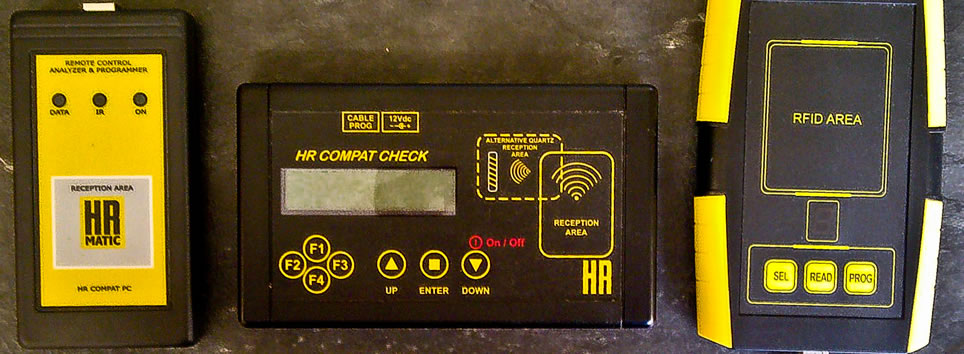 REMOTE CONTROL
ANALYZER & PROGRAMMER
DATA IR ON
RECEPTION AREA
HR
MATIC
HR COMPAT PC
CABLE
PROG
12Vdc
HR COMPAT CHECK
ALTERNATIVE QUARTZ
RECEPTION
AREA
RECEPTION
AREA
On / Off
F1
F2 F3
F4
UP ENTER DOWN
HR
RFID AREA
SEL READ PROG